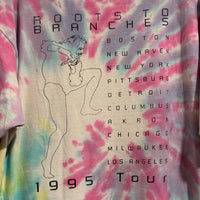 ROOTS TO
BRANCHES
BOSTON
NEW HAVEN
NEW YORK
PITTSBURG
DETROIT
COLUMBUS
AKRON
CHICAGO
MILWAUKEE
LOS ANGELES
1995 Tour